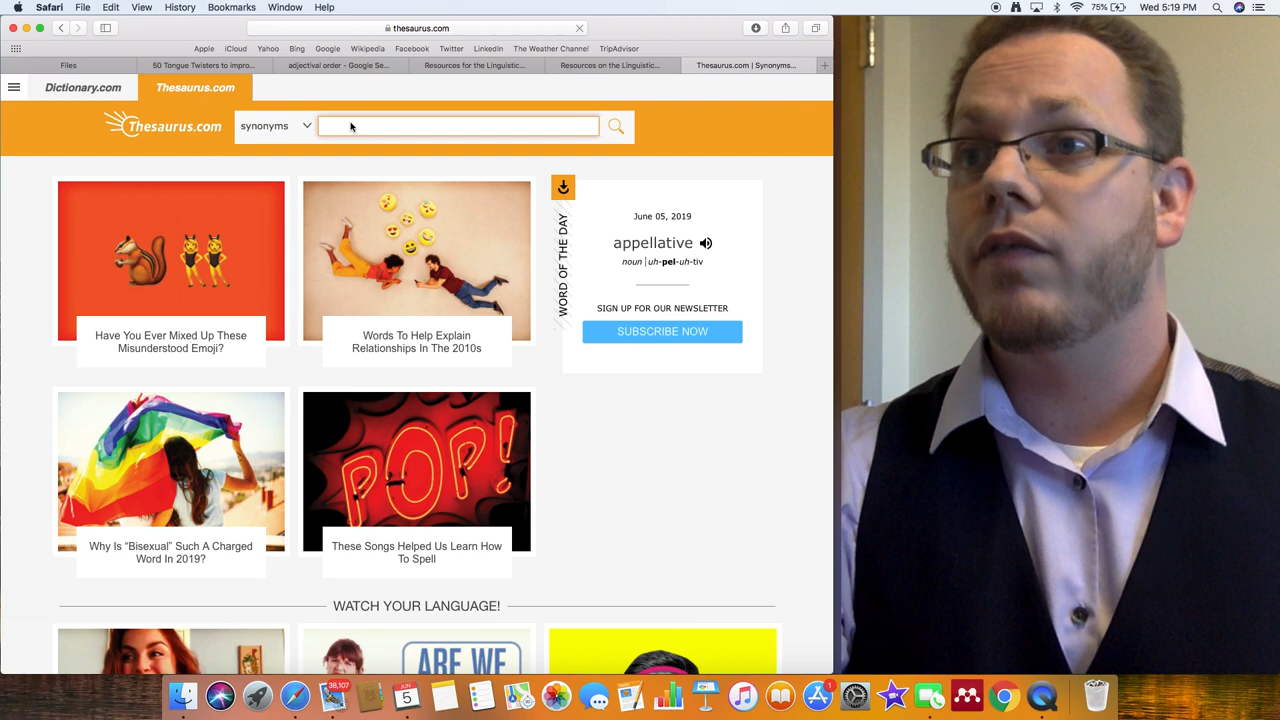 Safari File Edit View History Bookmarks Window Help 75% Wed 5:19 PM
thesaurus.com
Apple iCloud Yahoo Bing Google Wikipedia Facebook Twitter LinkedIn The Weather Channel TripAdvisor
Files 50 Tongue Twisters to impro... adjectival order - Google Se... Resources for the Linguistic... Resources on the Linguistic... Thesaurus.com | Synonyms... +
Dictionary.com Thesaurus.com
Thesaurus.com synonyms
WORD OF THE DAY
June 05, 2019
appellative
noun | uh-pel-uh-tiv
SIGN UP FOR OUR NEWSLETTER
SUBSCRIBE NOW
Have You Ever Mixed Up These
Misunderstood Emoji?
Words To Help Explain
Relationships In The 2010s
POP!
Why Is “Bisexual” Such A Charged
Word In 2019?
These Songs Helped Us Learn How
To Spell
WATCH YOUR LANGUAGE!
ARE WE
38,107
JUN
5
1